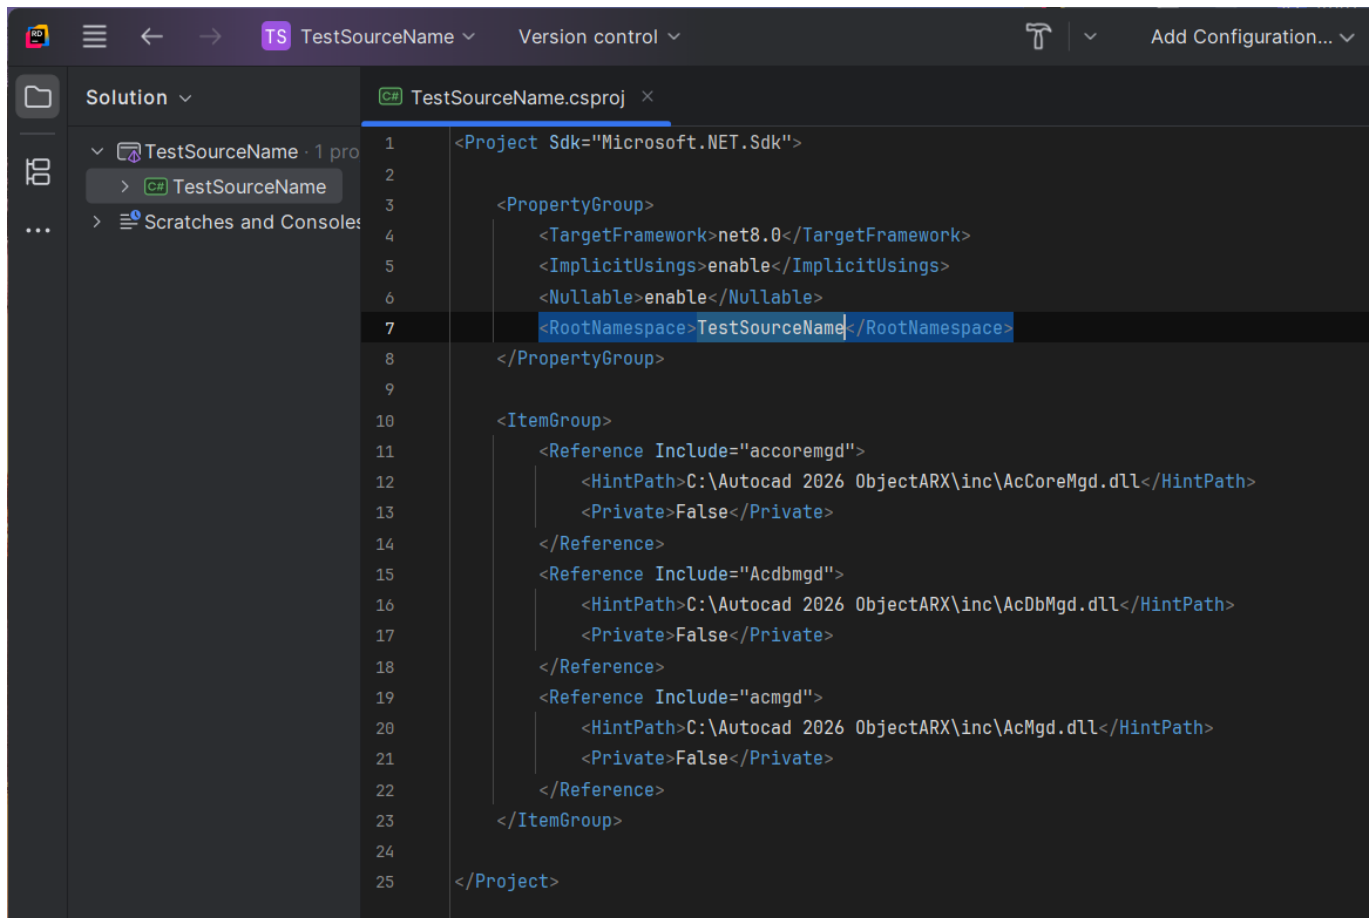 RD
TS TestSourceName
Version control
Add Configuration...
Solution
C# TestSourceName.csproj ×
TestSourceName · 1 pro
C# TestSourceName
Scratches and Consoles
1 <Project Sdk="Microsoft.NET.Sdk">
2
3 <PropertyGroup>
4 <TargetFramework>net8.0</TargetFramework>
5 <ImplicitUsings>enable</ImplicitUsings>
6 <Nullable>enable</Nullable>
7 <RootNamespace>TestSourceName</RootNamespace>
8 </PropertyGroup>
9
10 <ItemGroup>
11 <Reference Include="accoremgd">
12 <HintPath>C:\Autocad 2026 ObjectARX\inc\AcCoreMgd.dll</HintPath>
13 <Private>False</Private>
14 </Reference>
15 <Reference Include="Acdbmgd">
16 <HintPath>C:\Autocad 2026 ObjectARX\inc\AcDbMgd.dll</HintPath>
17 <Private>False</Private>
18 </Reference>
19 <Reference Include="acmgd">
20 <HintPath>C:\Autocad 2026 ObjectARX\inc\AcMgd.dll</HintPath>
21 <Private>False</Private>
22 </Reference>
23 </ItemGroup>
24
25 </Project>